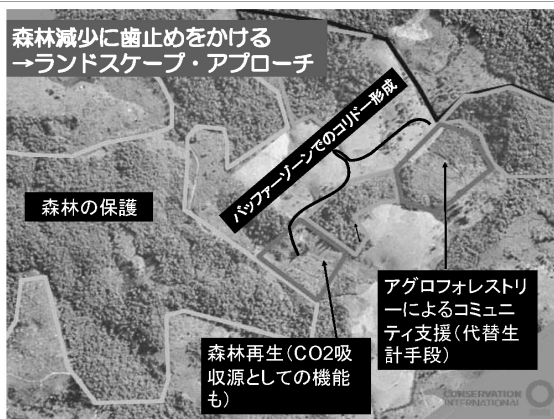 森林減少に歯止めをかける
→ランドスケープ・アプローチ
バッファーゾーンでのコリドー形成
森林の保護
アグロフォレストリ
ーによるコミュニ
ティ支援(代替生
計手段)
森林再生(CO2吸
収源としての機能
も)
CONSERVATION
INTERNATIONAL